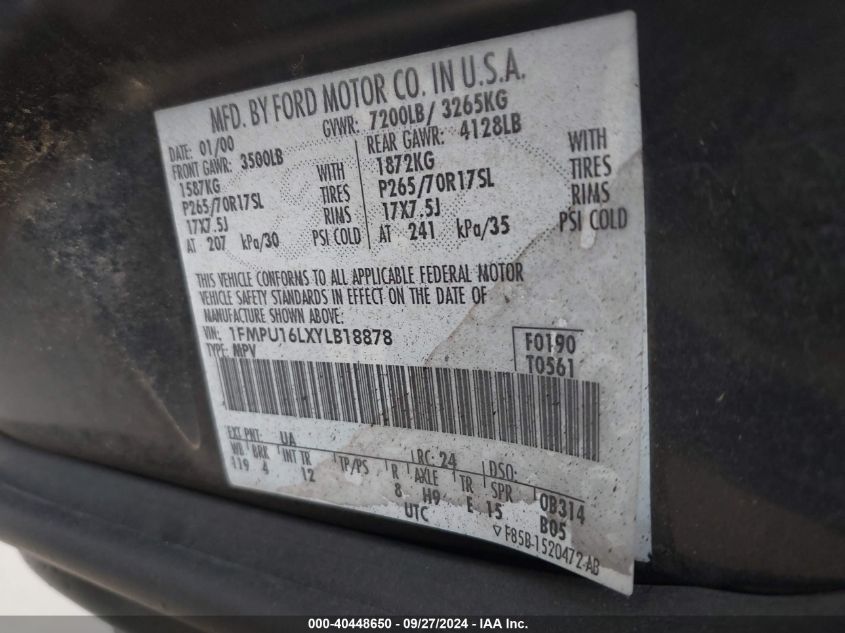 MFD. BY FORD MOTOR CO. IN U.S.A.
DATE: 01/00 GVWR: 7200LB/ 3265KG
FRONT GAWR: 3500LB REAR GAWR: 4128LB
1587KG WITH 1872KG WITH
P265/70R17SL TIRES P265/70R17SL TIRES
17X7.5J RIMS 17X7.5J RIMS
AT 207 kPa/30 PSI COLD AT 241 kPa/35 PSI COLD
THIS VEHICLE CONFORMS TO ALL APPLICABLE FEDERAL MOTOR
VEHICLE SAFETY STANDARDS IN EFFECT ON THE DATE OF
MANUFACTURE SHOWN ABOVE.
VIN: 1FMPU16LXYLB18878 F0190
TYPE: MPV T0561
EXT PNT: UA RC: 24 DSO:
WB BRK INT TR TP/PS R AXLE TR SPR 0B314
119 4 12 8 H9 E 15 B05
UTC
F85B-1520472-AB
000-40448650 - 09/27/2024 - IAA Inc.